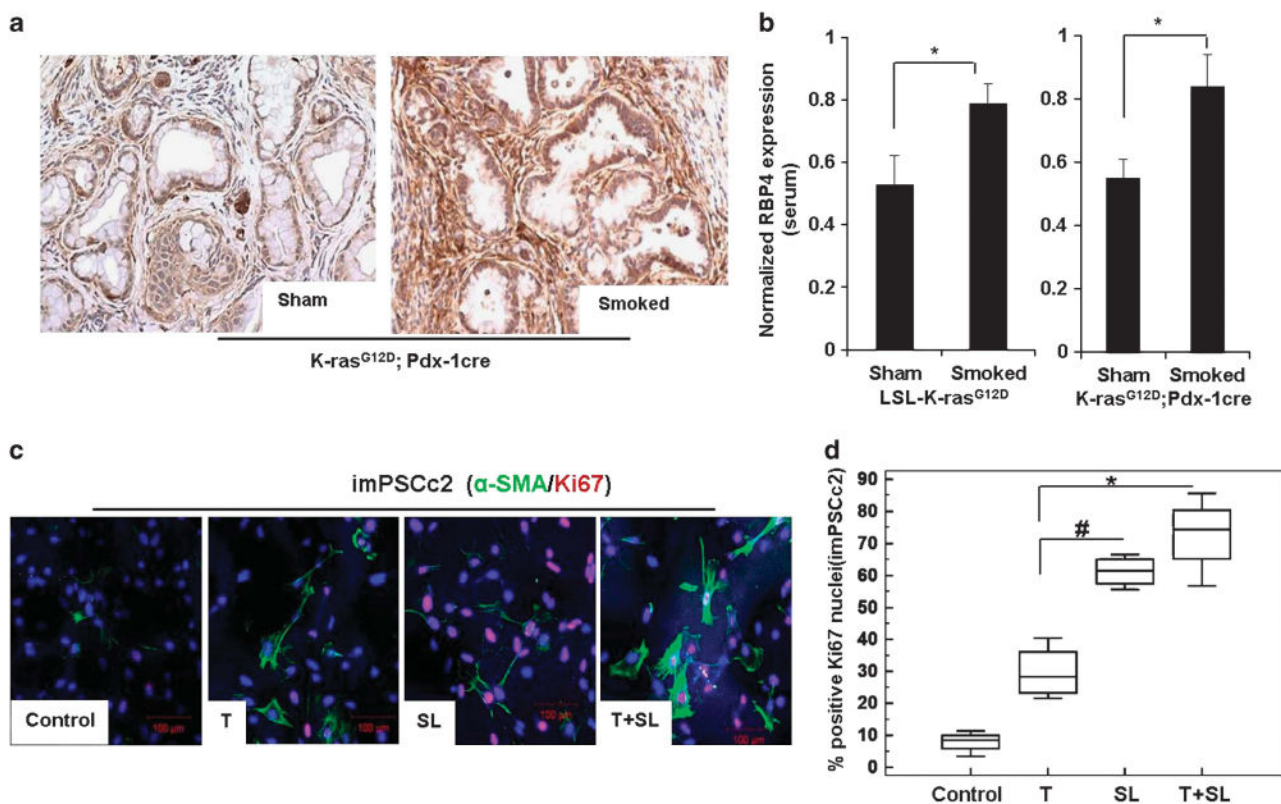 a
Sham
Smoked
K-ras^G12D; Pdx-1cre
b
Normalized RBP4 expression
(serum)
1
0.8
0.6
0.4
0.2
0
*
Sham Smoked
LSL-K-ras^G12D
1
0.8
0.6
0.4
0.2
0
*
Sham Smoked
K-ras^G12D;Pdx-1cre
c
imPSCc2 (α-SMA/Ki67)
Control
100 µm
T
100 µm
SL
100 µm
T+SL
100 µm
d
% positive Ki67 nuclei(imPSCc2)
90
80
70
60
50
40
30
20
10
0
*
#
Control T SL T+SL